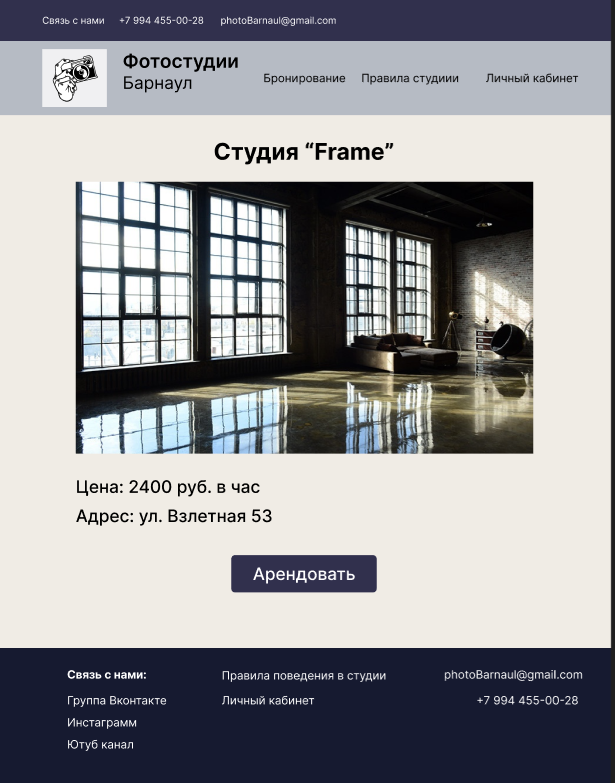 Связь с нами +7 994 455-00-28 photoBarnaul@gmail.com
Фотостудии
Барнаул
Бронирование Правила студиии Личный кабинет
Студия “Frame”
Цена: 2400 руб. в час
Адрес: ул. Взлетная 53
Арендовать
Связь с нами: Правила поведения в студии photoBarnaul@gmail.com
Группа Вконтакте Личный кабинет +7 994 455-00-28
Инстаграмм
Ютуб канал